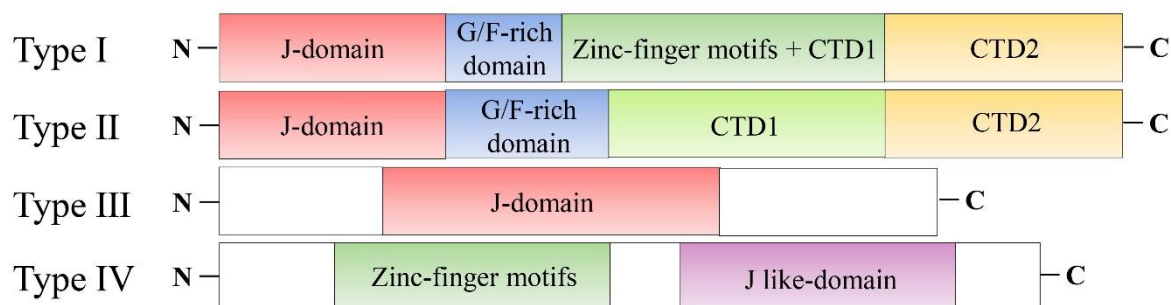 Type I N J-domain G/F-rich domain Zinc-finger motifs + CTD1 CTD2 C
Type II N J-domain G/F-rich domain CTD1 CTD2 C
Type III N J-domain C
Type IV N Zinc-finger motifs J like-domain C